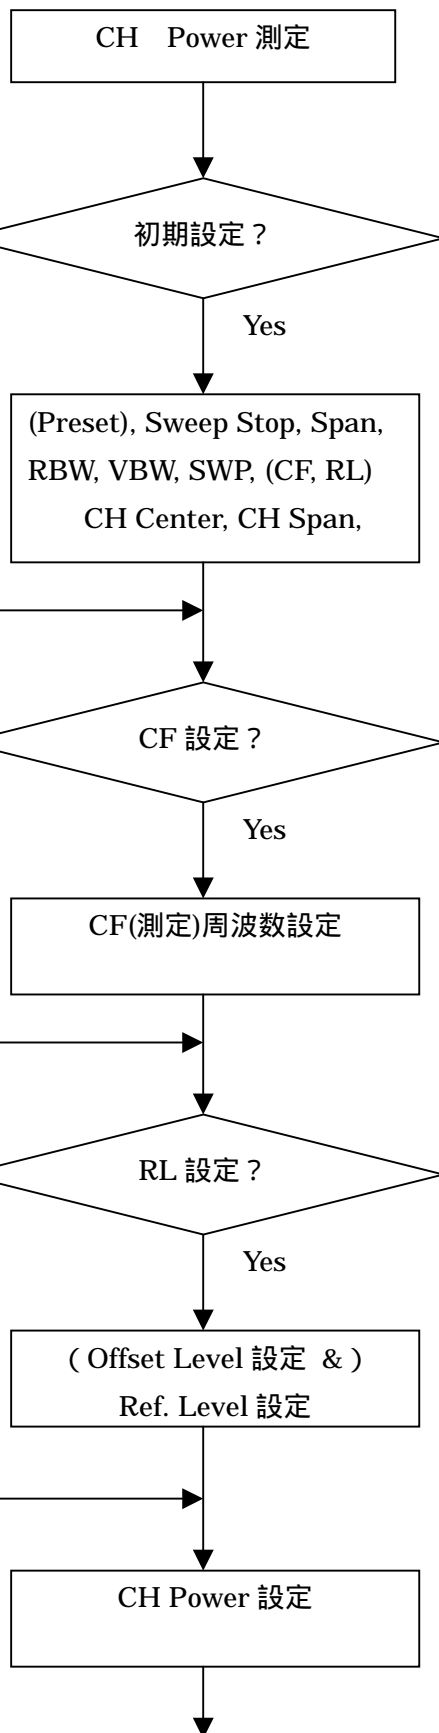 CH　Power 測定
初期設定？
Yes
(Preset), Sweep Stop, Span,
RBW, VBW, SWP, (CF, RL)
CH Center, CH Span,
CF 設定？
Yes
CF(測定)周波数設定
RL 設定？
Yes
（Offset Level 設定 ＆）
Ref. Level 設定
CH Power 設定